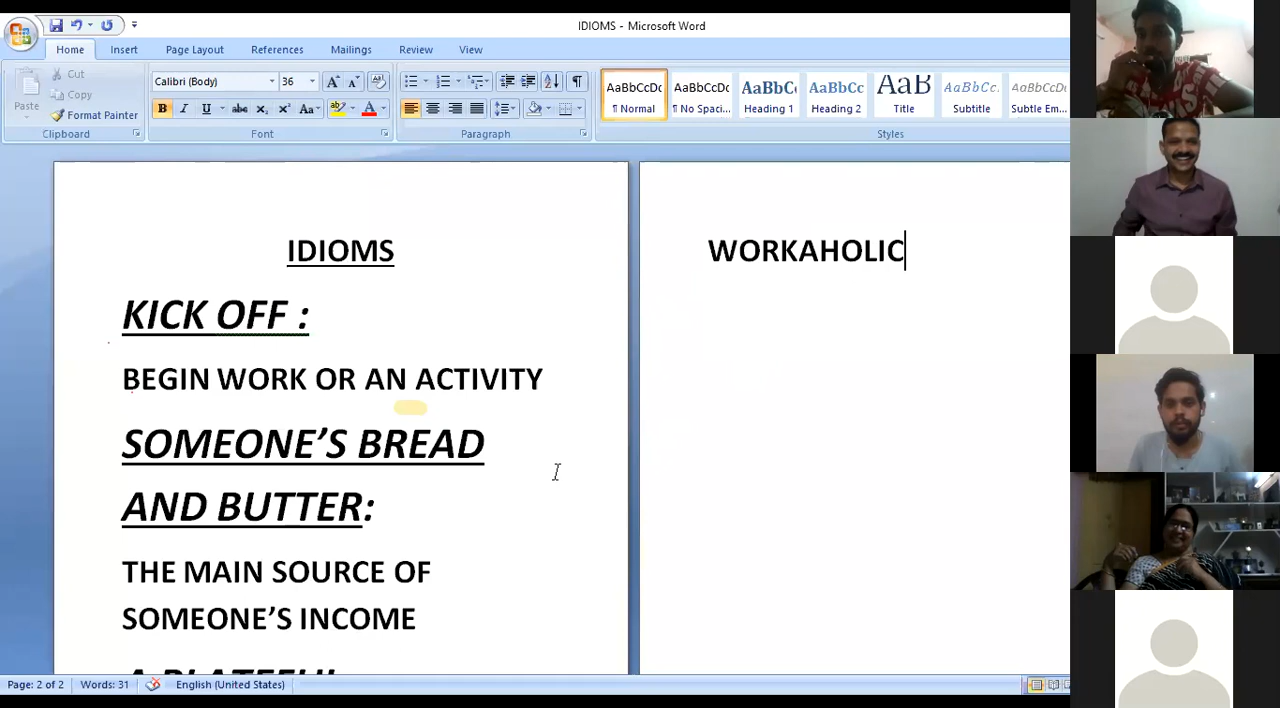 IDIOMS - Microsoft Word
Home Insert Page Layout References Mailings Review View
Cut
Copy
Paste
Format Painter
Clipboard
Calibri (Body) 36
Font
Paragraph
AaBbCcDc AaBbCcDc AaBbC AaBbCc AaB AaBbCc. AaBbCcDc
¶ Normal ¶ No Spaci... Heading 1 Heading 2 Title Subtitle Subtle Em...
Styles
IDIOMS
KICK OFF :
BEGIN WORK OR AN ACTIVITY
SOMEONE’S BREAD
AND BUTTER:
THE MAIN SOURCE OF
SOMEONE’S INCOME
A PLATEFUL
WORKAHOLIC
Page: 2 of 2 Words: 31 English (United States)